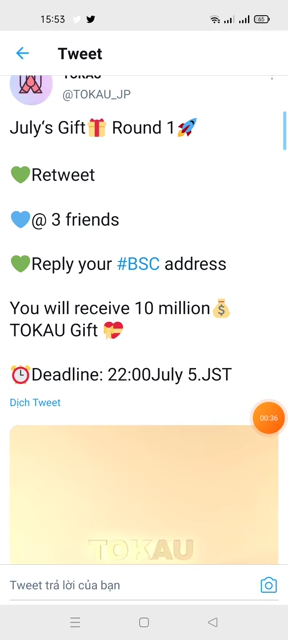 15:53
65
Tweet
TOKAU
@TOKAU_JP
July's Gift🎁 Round 1🚀
💚Retweet
💙@ 3 friends
💚Reply your #BSC address
You will receive 10 million💰
TOKAU Gift 💝
⏰Deadline: 22:00July 5.JST
Dịch Tweet
00:36
TOKAU
Tweet trả lời của bạn